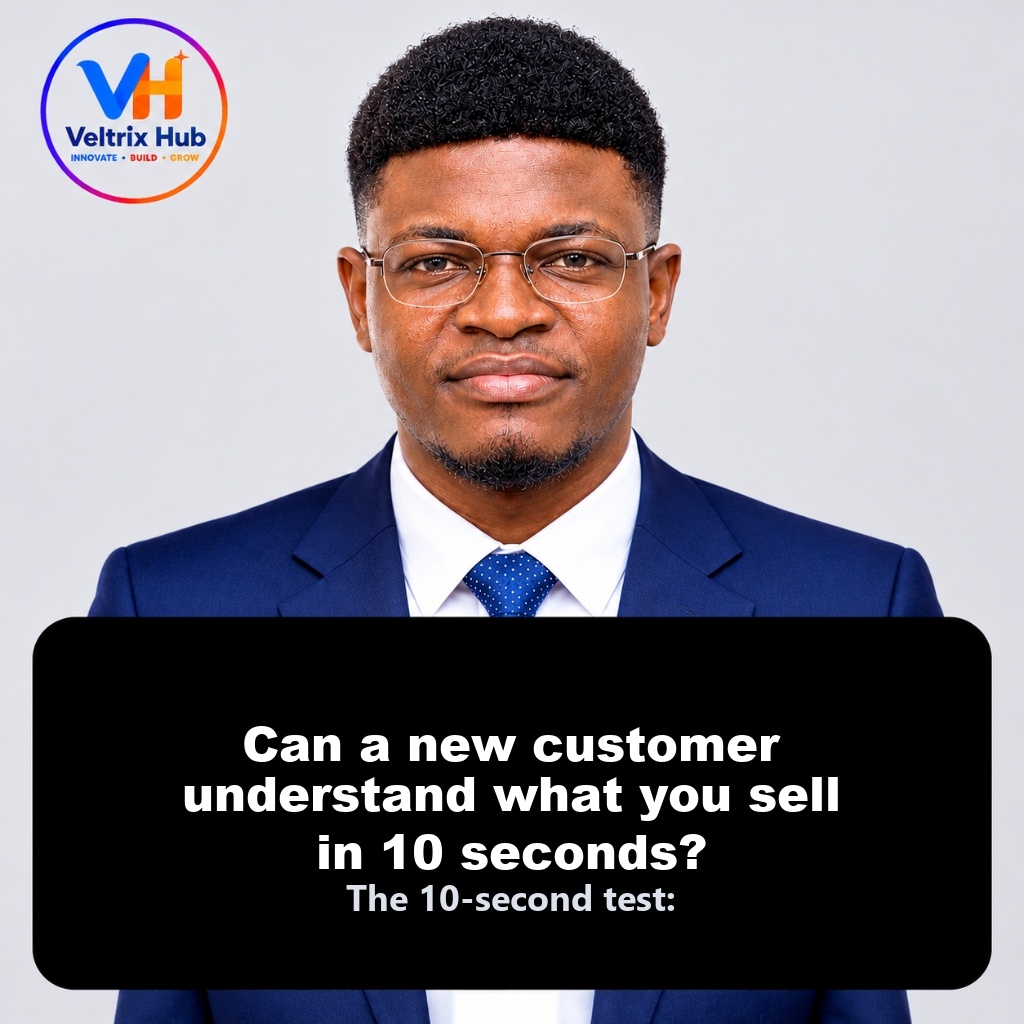 VH
Veltrix Hub
INNOVATE • BUILD • GROW
Can a new customer
understand what you sell
in 10 seconds?
The 10-second test: